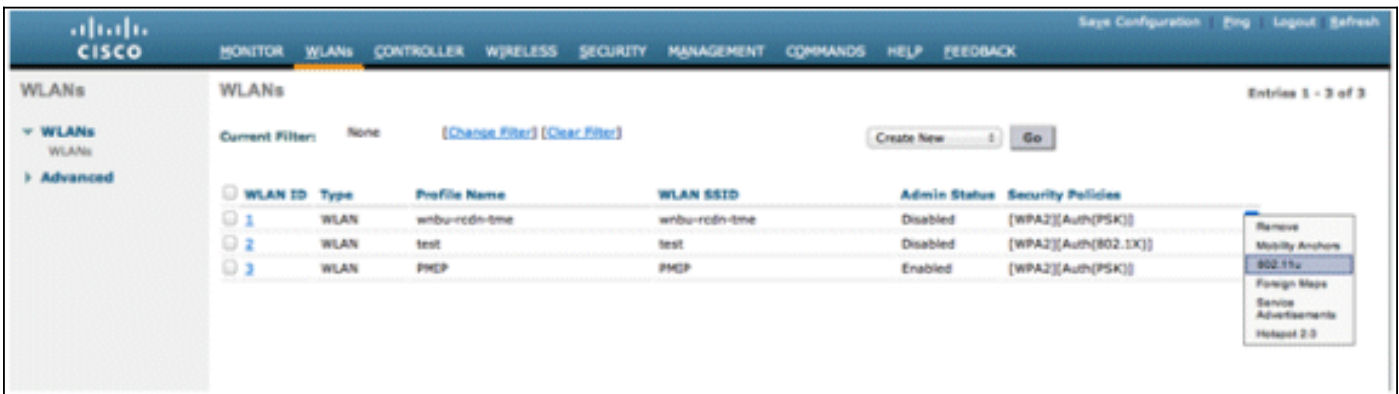 Save Configuration Ping Logout Refresh
CISCO
MONITOR WLANs CONTROLLER WIRELESS SECURITY MANAGEMENT COMMANDS HELP FEEDBACK
WLANs
WLANs
WLANs
Advanced
WLANs
Entries 1 - 3 of 3
Current Filter: None [Change Filter] [Clear Filter]
Create New Go
WLAN ID Type Profile Name WLAN SSID Admin Status Security Policies
1 WLAN wnbu-rcdn-tme wnbu-rcdn-tme Disabled [WPA2][Auth(PSK)]
2 WLAN test test Disabled [WPA2][Auth(802.1X)]
3 WLAN PMIP PMIP Enabled [WPA2][Auth(PSK)]
Remove
Mobility Anchors
802.11u
Foreign Maps
Service
Advertisements
Hotspot 2.0